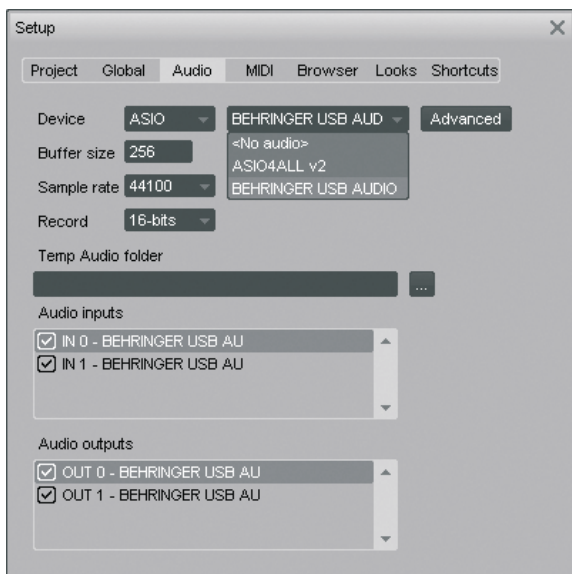 Setup
Project Global Audio MIDI Browser Looks Shortcuts
Device ASIO BEHRINGER USB AUD Advanced
<No audio>
Buffer size 256
ASIO4ALL v2
Sample rate 44100 BEHRINGER USB AUDIO
Record 16-bits
Temp Audio folder
...
Audio inputs
IN 0 - BEHRINGER USB AU
IN 1 - BEHRINGER USB AU
Audio outputs
OUT 0 - BEHRINGER USB AU
OUT 1 - BEHRINGER USB AU